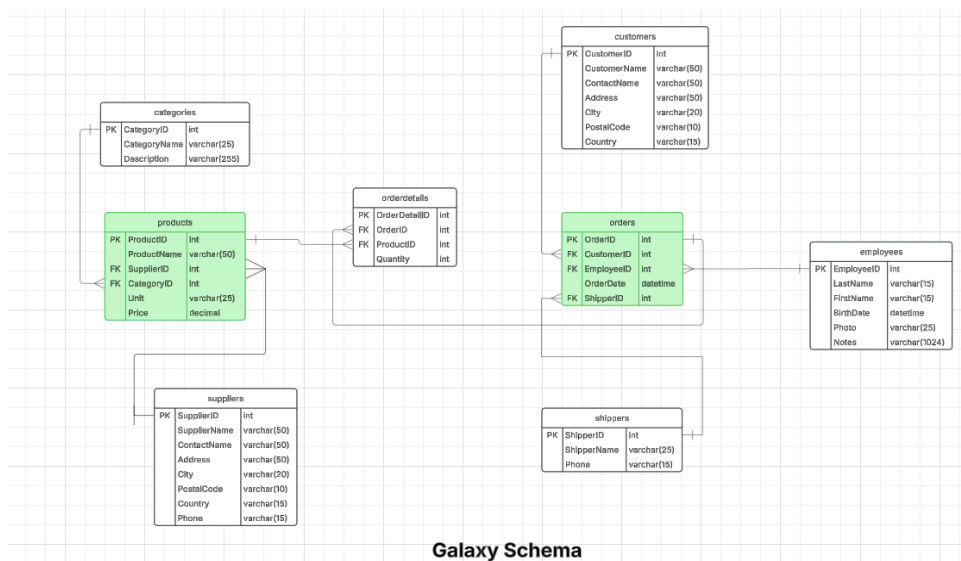 customers
PK CustomerID int
CustomerName varchar(50)
ContactName varchar(50)
Address varchar(50)
City varchar(20)
PostalCode varchar(10)
Country varchar(15)
categories
PK CategoryID int
CategoryName varchar(25)
Description varchar(255)
orderdetails
PK OrderDetailID int
FK OrderID int
FK ProductID int
Quantity int
products
PK ProductID int
ProductName varchar(50)
FK SupplierID int
FK CategoryID int
Unit varchar(25)
Price decimal
orders
PK OrderID int
FK CustomerID int
FK EmployeeID int
OrderDate datetime
FK ShipperID int
employees
PK EmployeeID int
LastName varchar(15)
FirstName varchar(15)
BirthDate datetime
Photo varchar(25)
Notes varchar(1024)
suppliers
PK SupplierID int
SupplierName varchar(50)
ContactName varchar(50)
Address varchar(50)
City varchar(20)
PostalCode varchar(10)
Country varchar(15)
Phone varchar(15)
shippers
PK ShipperID int
ShipperName varchar(25)
Phone varchar(15)
Galaxy Schema